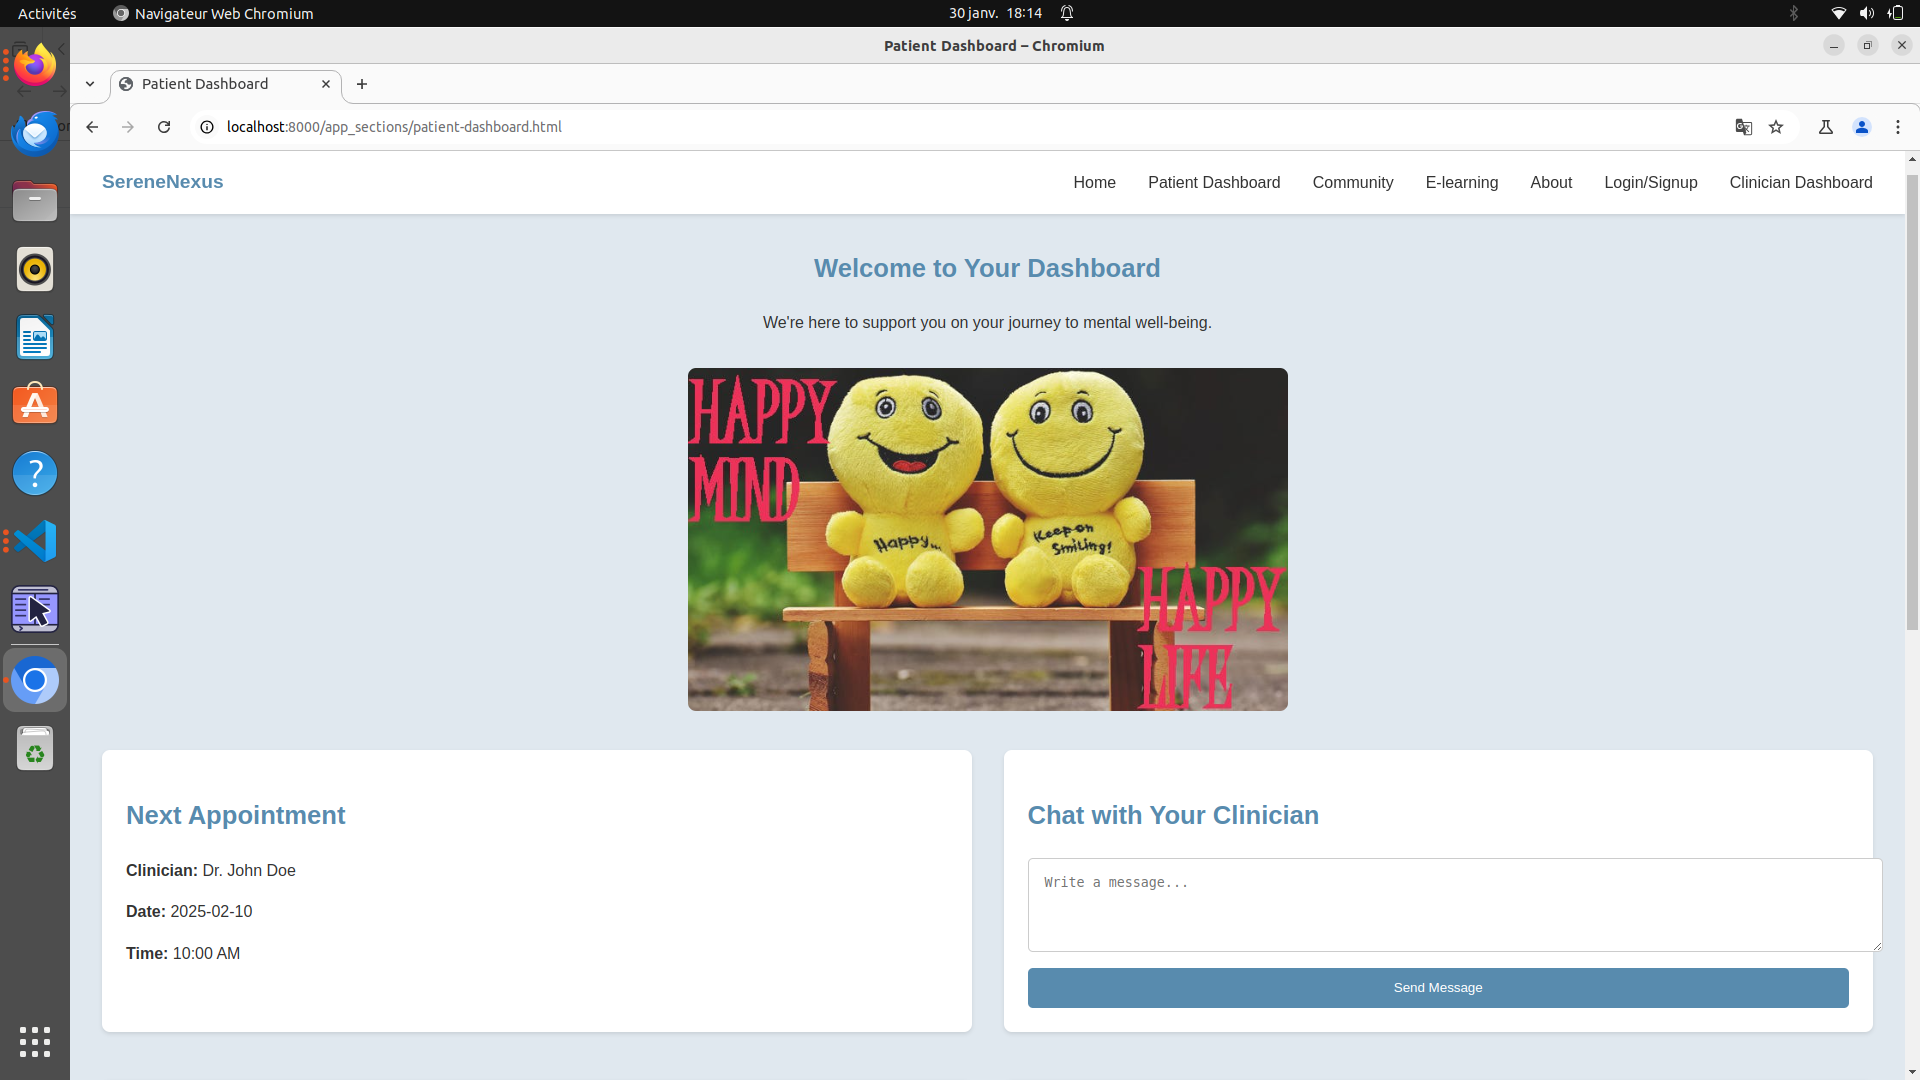 Activités
Navigateur Web Chromium
30 janv. 18:14
Patient Dashboard – Chromium
Patient Dashboard
localhost:8000/app_sections/patient-dashboard.html
SereneNexus
Home
Patient Dashboard
Community
E-learning
About
Login/Signup
Clinician Dashboard
Welcome to Your Dashboard
We're here to support you on your journey to mental well-being.
HAPPY
MIND
Happy...
Keep on
Smiling!
HAPPY
LIFE
Next Appointment
Clinician: Dr. John Doe
Date: 2025-02-10
Time: 10:00 AM
Chat with Your Clinician
Write a message...
Send Message